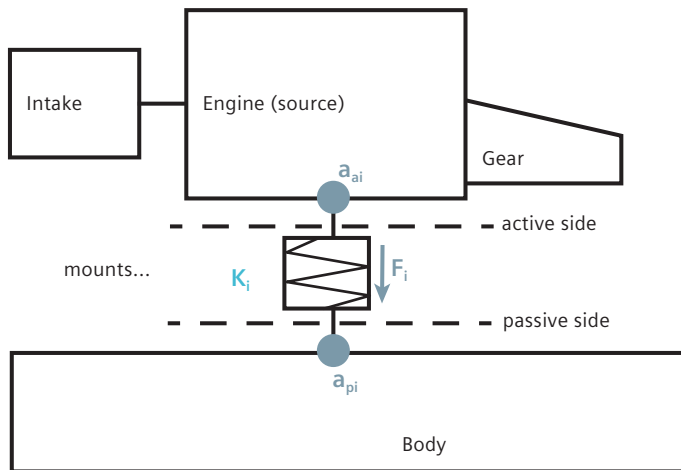 Intake
Engine (source)
Gear
aai
active side
mounts...
Ki
Fi
passive side
api
Body